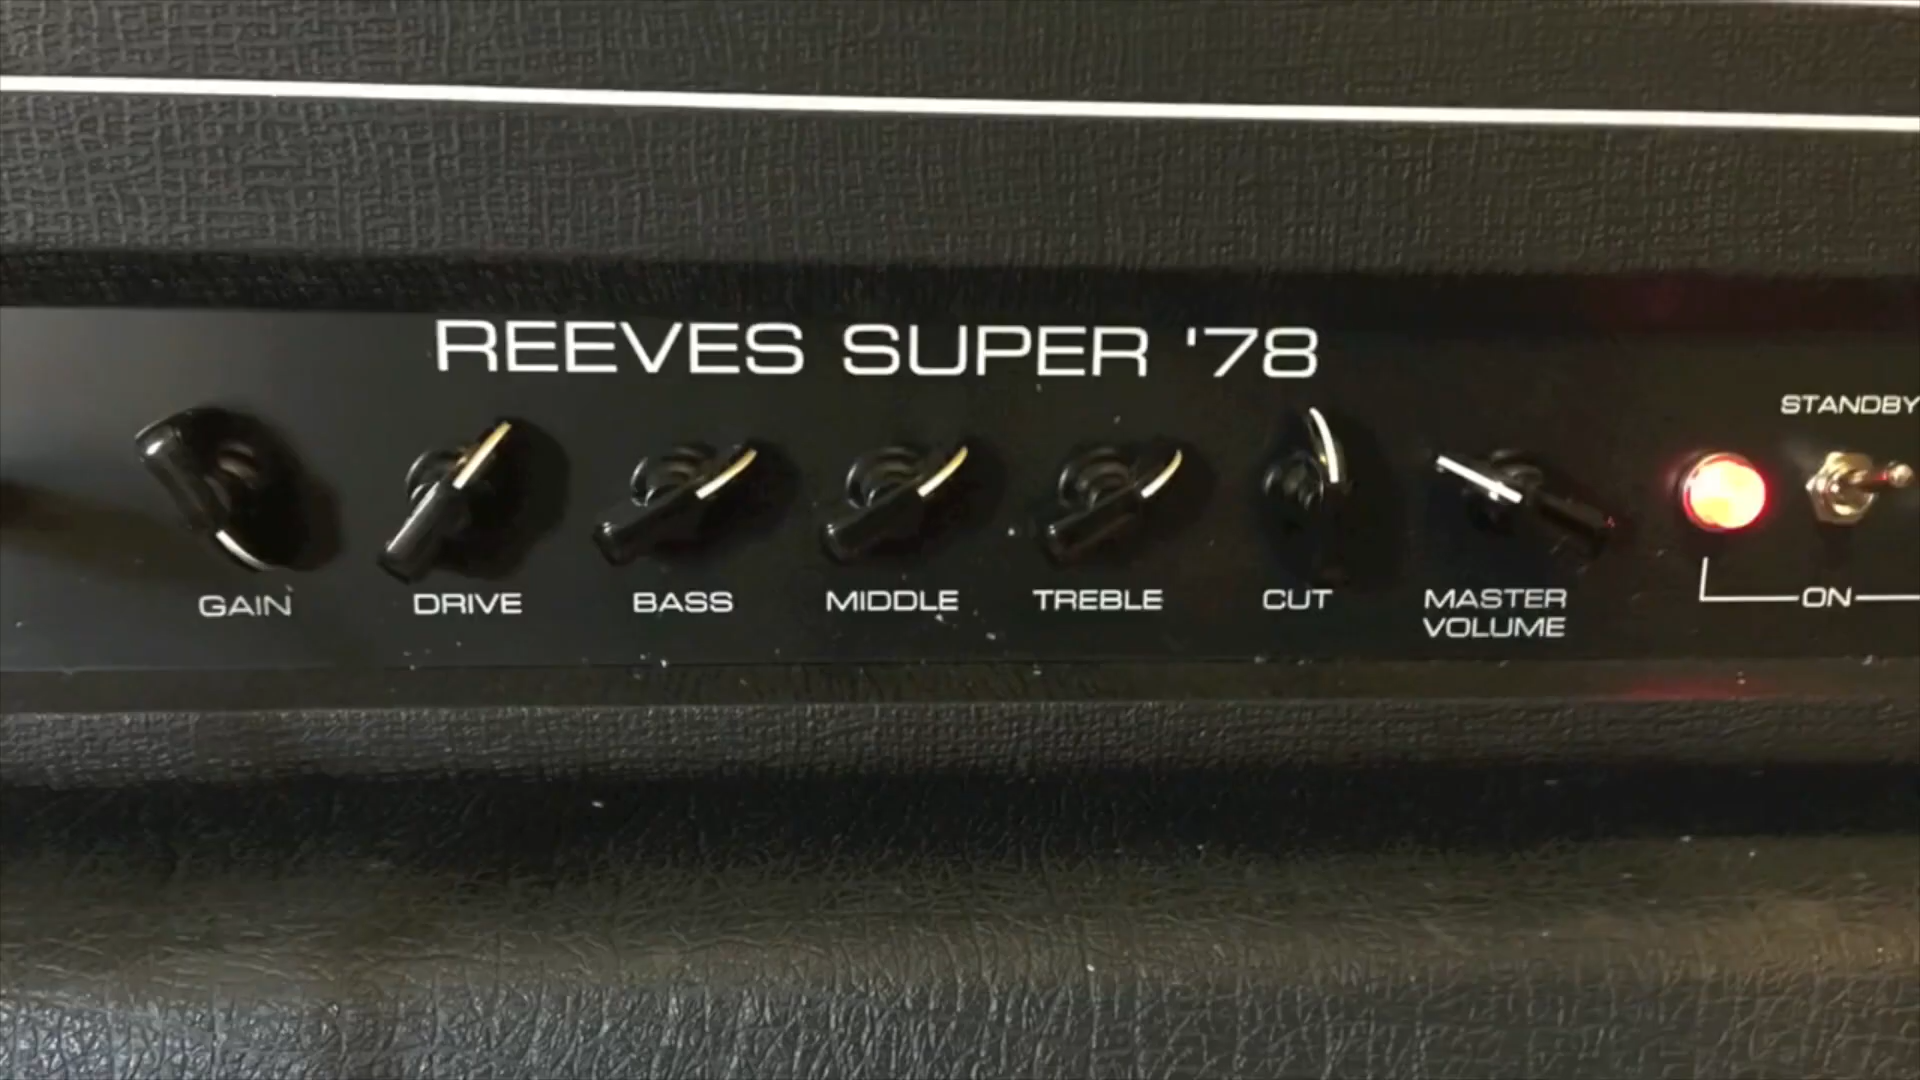 REEVES SUPER '78
STANDBY
GAIN DRIVE BASS MIDDLE TREBLE CUT MASTER VOLUME
ON